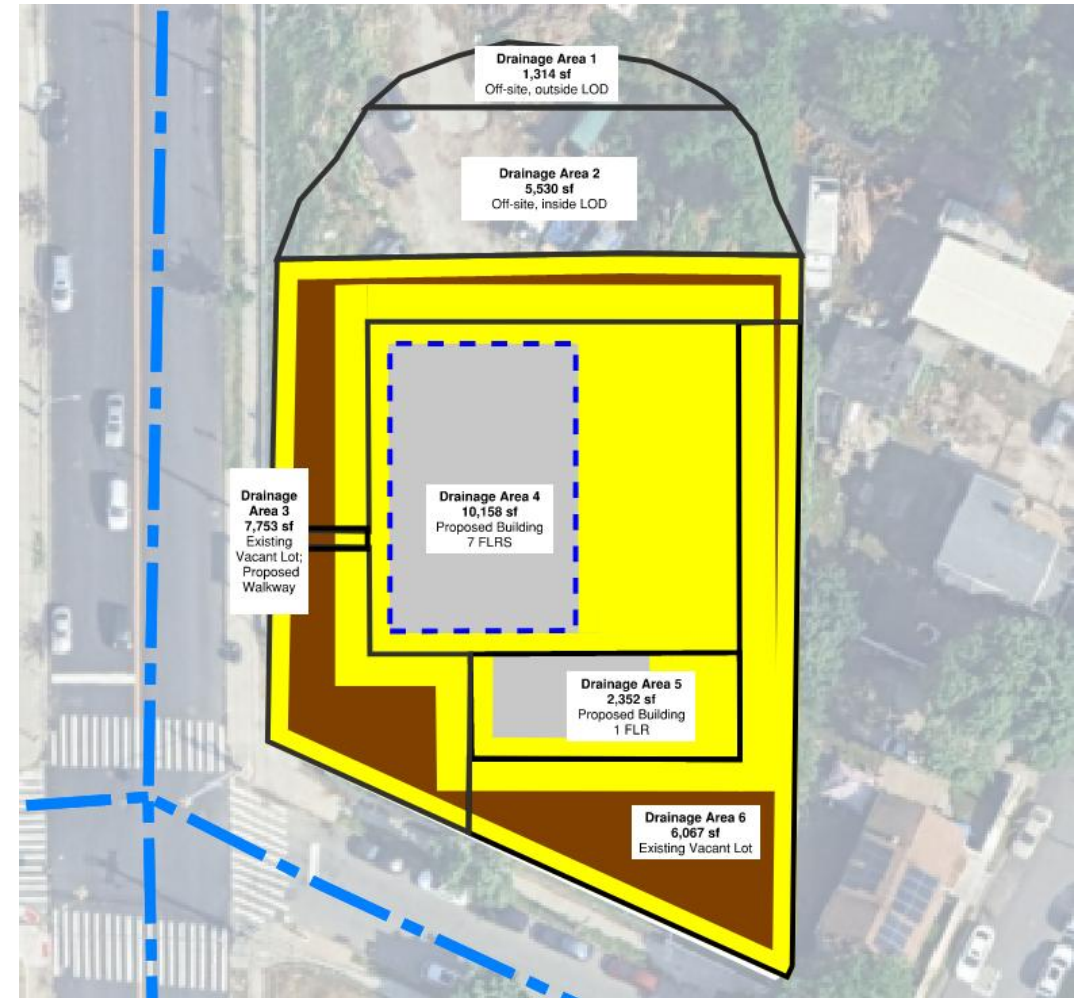 Drainage Area 1
1,314 sf
Off-site, outside LOD
Drainage Area 2
5,530 sf
Off-site, inside LOD
Drainage
Area 3
7,753 sf
Existing
Vacant Lot;
Proposed
Walkway
Drainage Area 4
10,158 sf
Proposed Building
7 FLRS
Drainage Area 5
2,352 sf
Proposed Building
1 FLR
Drainage Area 6
6,067 sf
Existing Vacant Lot